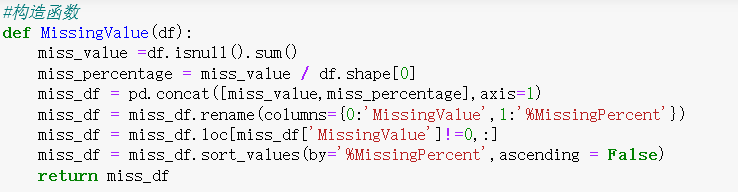 #构造函数
def MissingValue(df):
    miss_value =df.isnull().sum()
    miss_percentage = miss_value / df.shape[0]
    miss_df = pd.concat([miss_value,miss_percentage],axis=1)
    miss_df = miss_df.rename(columns={0:'MissingValue',1:'%MissingPercent'})
    miss_df = miss_df.loc[miss_df['MissingValue']!=0,:]
    miss_df = miss_df.sort_values(by='%MissingPercent',ascending = False)
    return miss_df